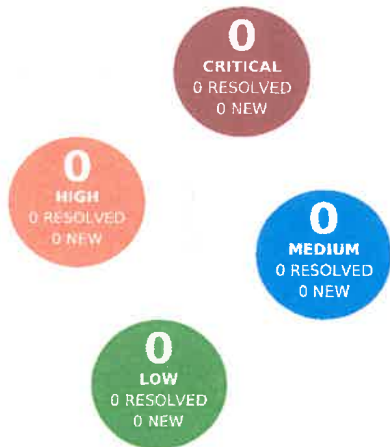 0
CRITICAL
0 RESOLVED
0 NEW
0
HIGH
0 RESOLVED
0 NEW
0
MEDIUM
0 RESOLVED
0 NEW
0
LOW
0 RESOLVED
0 NEW